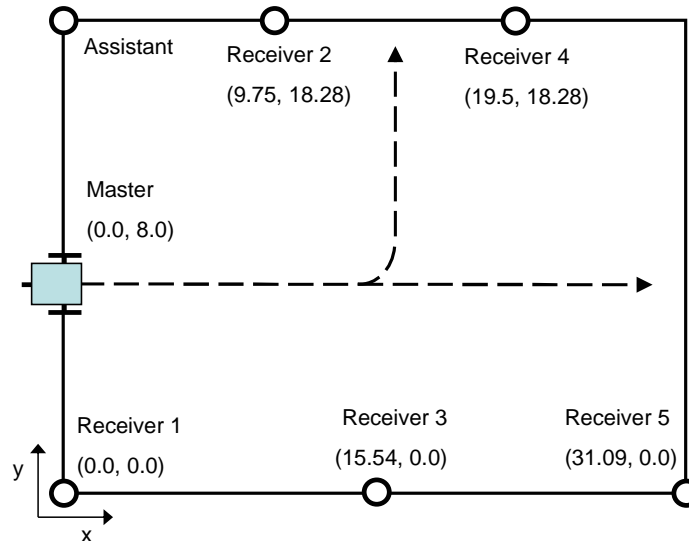 Assistant
Receiver 2
(9.75, 18.28)
Receiver 4
(19.5, 18.28)
Master
(0.0, 8.0)
Receiver 1
(0.0, 0.0)
Receiver 3
(15.54, 0.0)
Receiver 5
(31.09, 0.0)
y
x